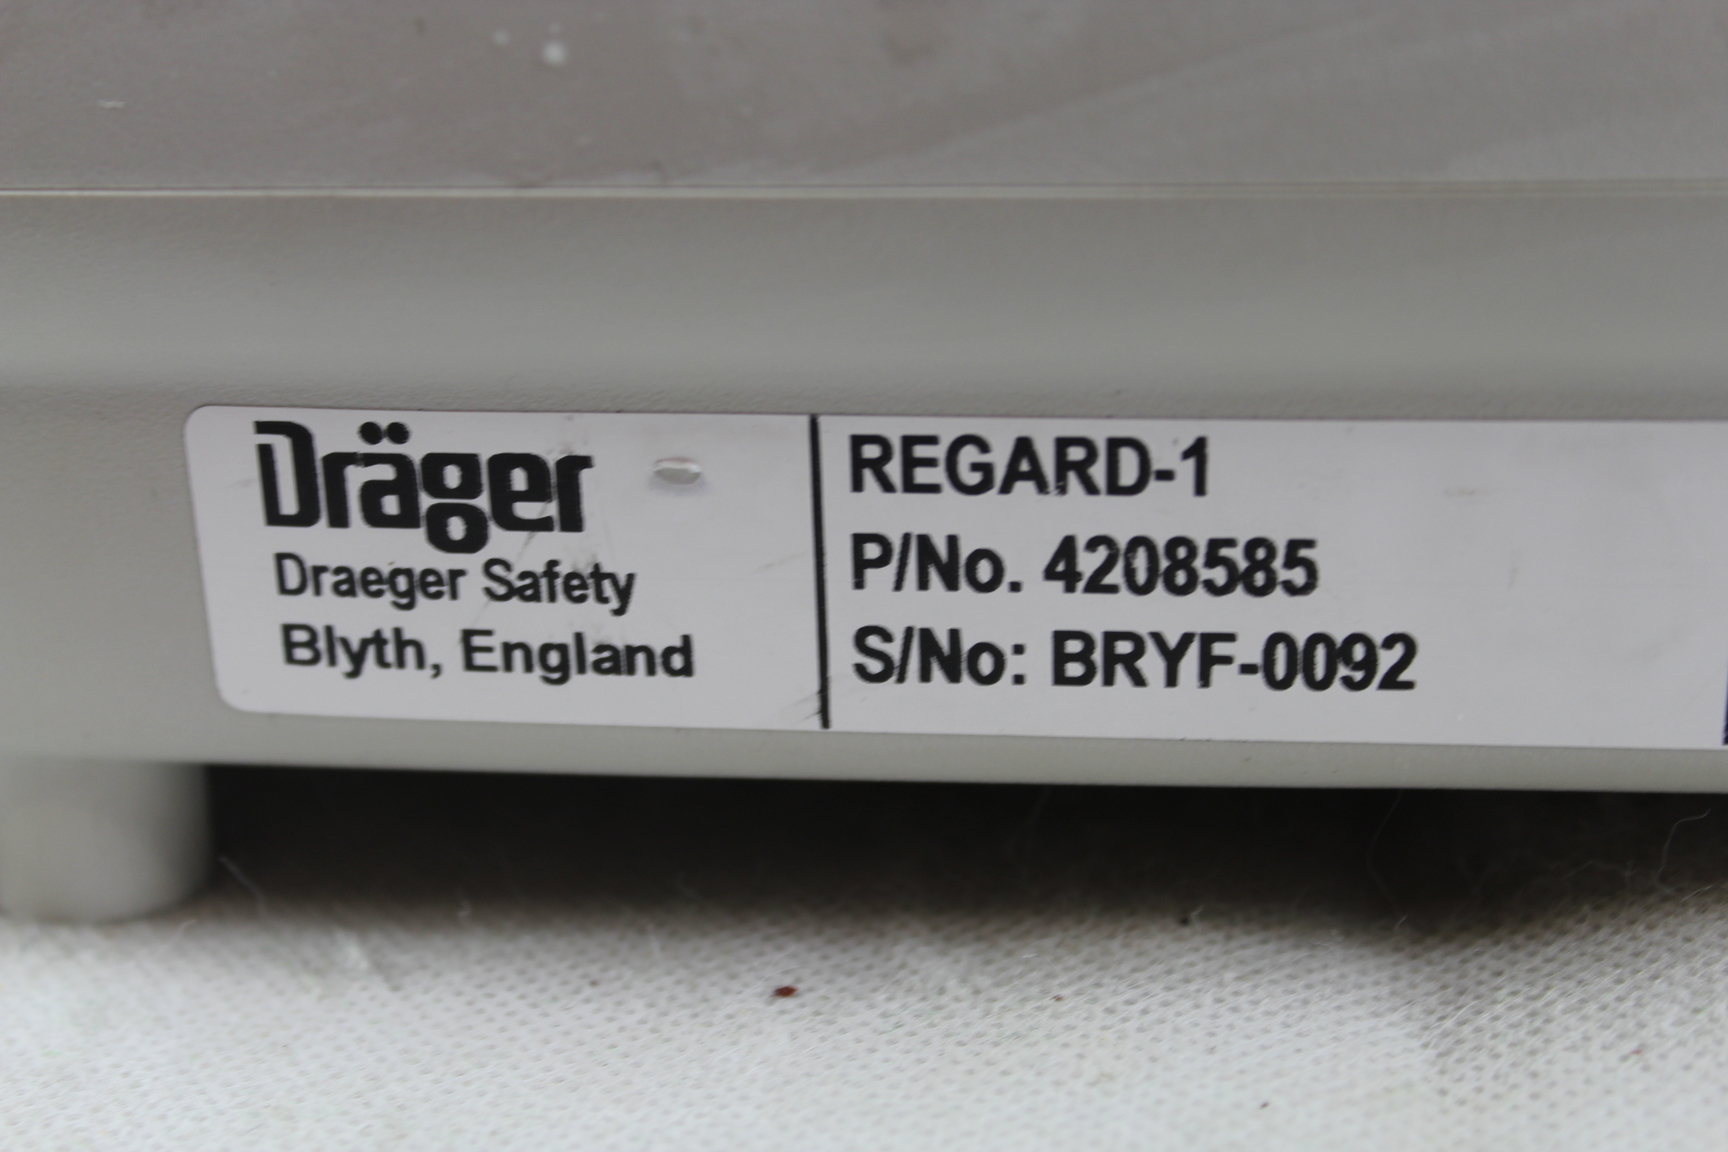 Dräger
Draeger Safety
Blyth, England
REGARD-1
P/No. 4208585
S/No: BRYF-0092